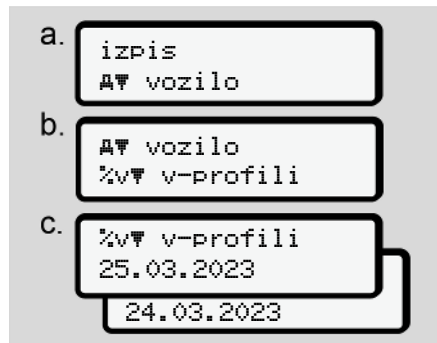 a.
izpis
A▼ vozilo
b.
A▼ vozilo
%v▼ v-profili
c.
%v▼ v-profili
25.03.2023
24.03.2023